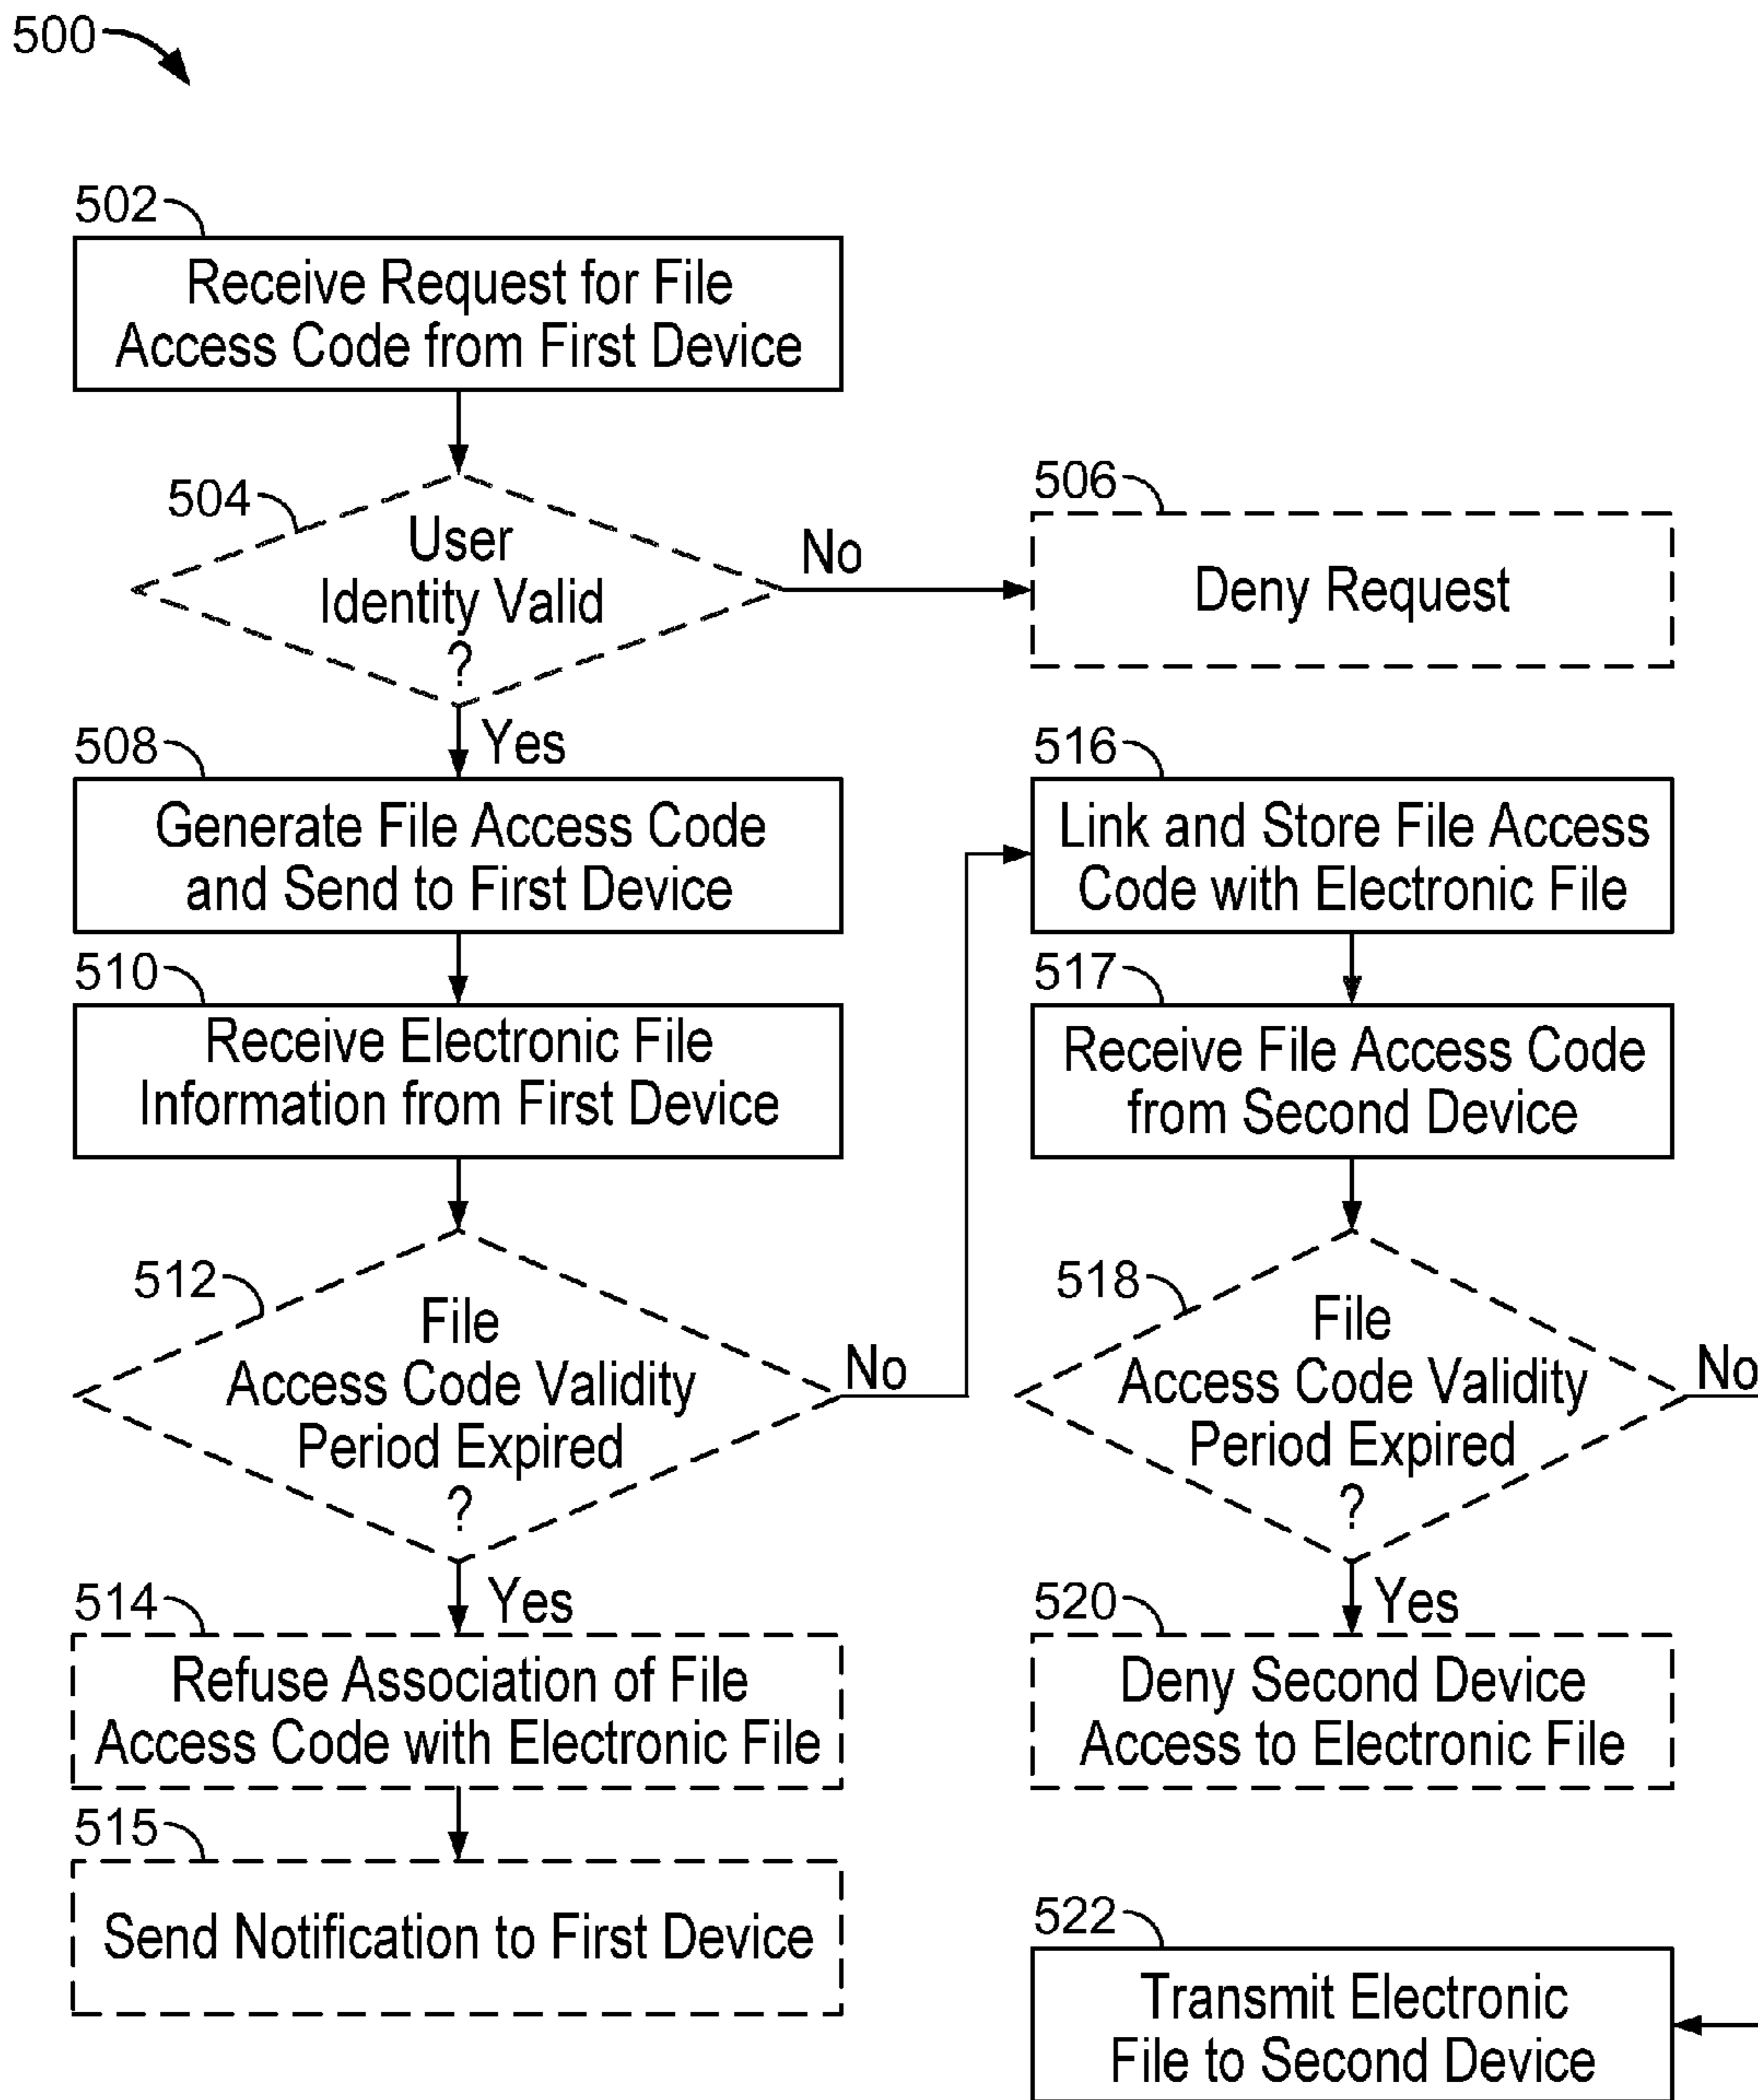 500
502
Receive Request for File
Access Code from First Device
504
User
Identity Valid
?
No
506
Deny Request
Yes
508
Generate File Access Code
and Send to First Device
510
Receive Electronic File
Information from First Device
512
File
Access Code Validity
Period Expired
?
No
Yes
514
Refuse Association of File
Access Code with Electronic File
515
Send Notification to First Device
516
Link and Store File Access
Code with Electronic File
517
Receive File Access Code
from Second Device
518
File
Access Code Validity
Period Expired
?
No
Yes
520
Deny Second Device
Access to Electronic File
522
Transmit Electronic
File to Second Device